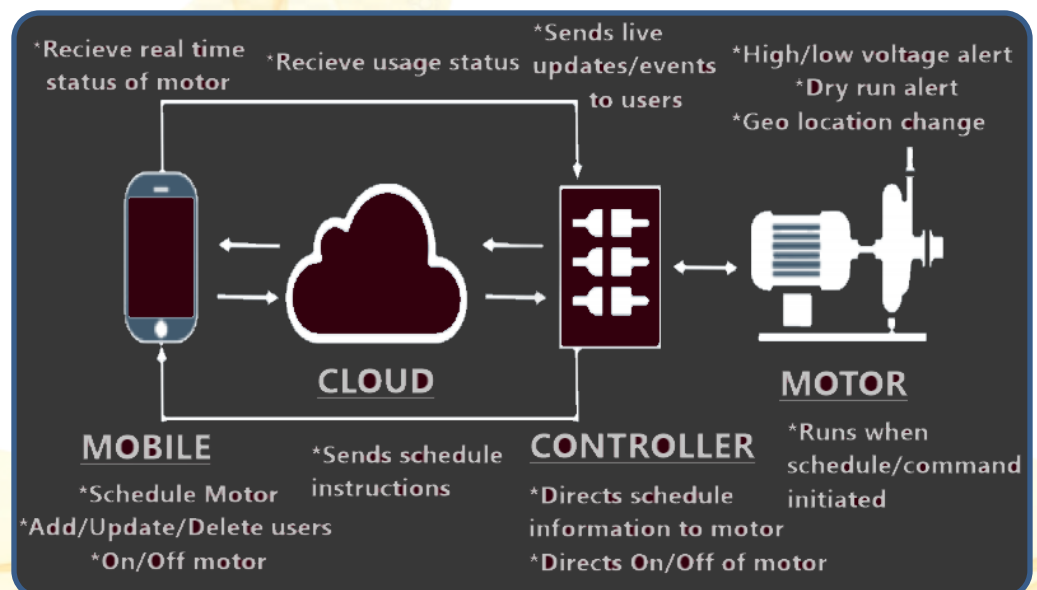 *Recieve real time
status of motor
*Recieve usage status
*Sends live
updates/events
to users
*High/low voltage alert
*Dry run alert
*Geo location change
CLOUD
MOTOR
MOBILE
*Schedule Motor
*Add/Update/Delete users
*On/Off motor
*Sends schedule
instructions
CONTROLLER
*Directs schedule
information to motor
*Directs On/Off of motor
*Runs when
schedule/command
initiated